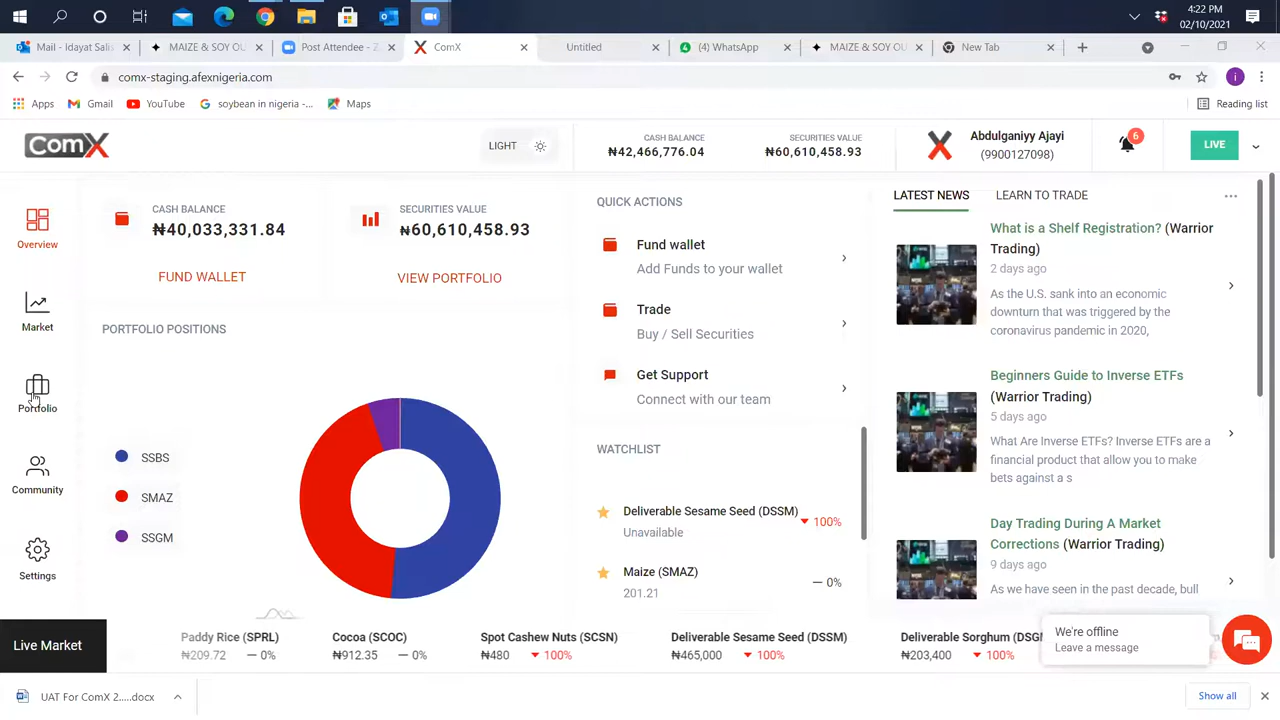 4:22 PM
02/10/2021
Mail - Idayat Salis
MAIZE & SOY OU
Post Attendee - Z
ComX
Untitled
(4) WhatsApp
MAIZE & SOY OU
New Tab
comx-staging.afexnigeria.com
Apps
Gmail
YouTube
soybean in nigeria -...
Maps
Reading list
ComX
LIGHT
CASH BALANCE
₦42,466,776.04
SECURITIES VALUE
₦60,610,458.93
Abdulganiyy Ajayi
(9900127098)
6
LIVE
Overview
Market
Portfolio
Community
Settings
CASH BALANCE
₦40,033,331.84
FUND WALLET
SECURITIES VALUE
₦60,610,458.93
VIEW PORTFOLIO
PORTFOLIO POSITIONS
SSBS
SMAZ
SSGM
QUICK ACTIONS
Fund wallet
Add Funds to your wallet
Trade
Buy / Sell Securities
Get Support
Connect with our team
WATCHLIST
Deliverable Sesame Seed (DSSM)
Unavailable
100%
Maize (SMAZ)
201.21
0%
LATEST NEWS
LEARN TO TRADE
What is a Shelf Registration? (Warrior
Trading)
2 days ago
As the U.S. sank into an economic
downturn that was triggered by the
coronavirus pandemic in 2020,
Beginners Guide to Inverse ETFs
(Warrior Trading)
5 days ago
What Are Inverse ETFs? Inverse ETFs are a
financial product that allow you to make
bets against a s
Day Trading During A Market
Corrections (Warrior Trading)
9 days ago
As we have seen in the past decade, bull
Live Market
Paddy Rice (SPRL)
₦209.72 — 0%
Cocoa (SCOC)
₦912.35 — 0%
Spot Cashew Nuts (SCSN)
₦480 100%
Deliverable Sesame Seed (DSSM)
₦465,000 100%
Deliverable Sorghum (DSG
₦203,400 100%
We're offline
Leave a message
UAT For ComX 2.....docx
Show all